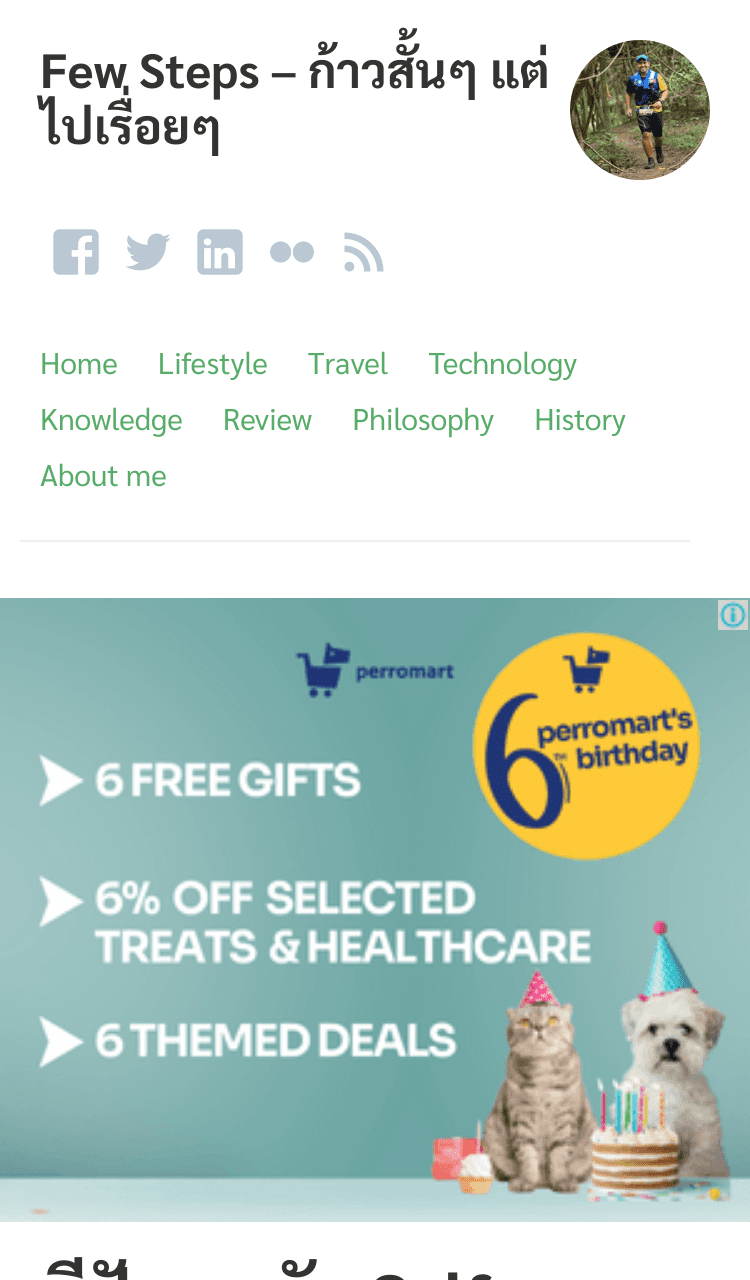 Few Steps – ก้าวสั้นๆ แต่
ไปเรื่อยๆ
Home Lifestyle Travel Technology
Knowledge Review Philosophy History
About me
perromart
6TH perromart's
birthday
6 FREE GIFTS
6% OFF SELECTED
TREATS & HEALTHCARE
6 THEMED DEALS